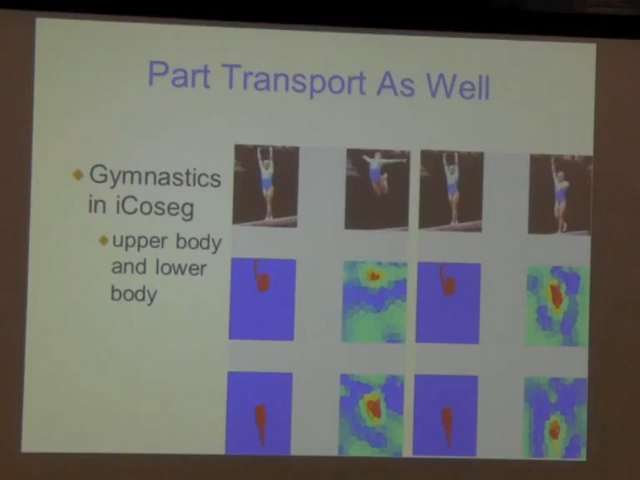 Part Transport As Well
Gymnastics
in iCoseg
upper body
and lower
body